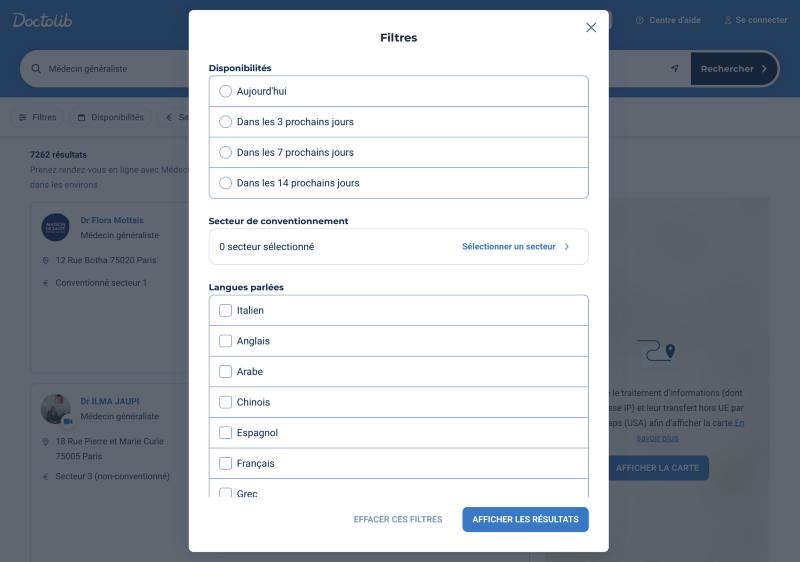 Doctolib
Centre d'aide
Se connecter
Médecin généraliste
Rechercher
Filtres
Disponibilités
€ Se
7262 résultats
Prenez rendez-vous en ligne avec
dans les environs
Dr Flora Mottais
Médecin généraliste
12 Rue Botha 75020 Paris
€ Conventionné secteur 1
Dr ILMA JAUPI
Médecin généraliste
18 Rue Pierre et Marie Curie
75005 Paris
€ Secteur 3 (non-conventionné)
Filtres
Disponibilités
Aujourd'hui
Dans les 3 prochains jours
Dans les 7 prochains jours
Dans les 14 prochains jours
Secteur de conventionnement
0 secteur sélectionné
Sélectionner un secteur
Langues parlées
Italien
Anglais
Arabe
Chinois
Espagnol
Français
Grec
EFFACER CES FILTRES
AFFICHER LES RÉSULTATS
le traitement d'informations (dont
IP) et leur transfert hors UE par
(USA) afin d'afficher la carte.En
savoir plus
AFFICHER LA CARTE